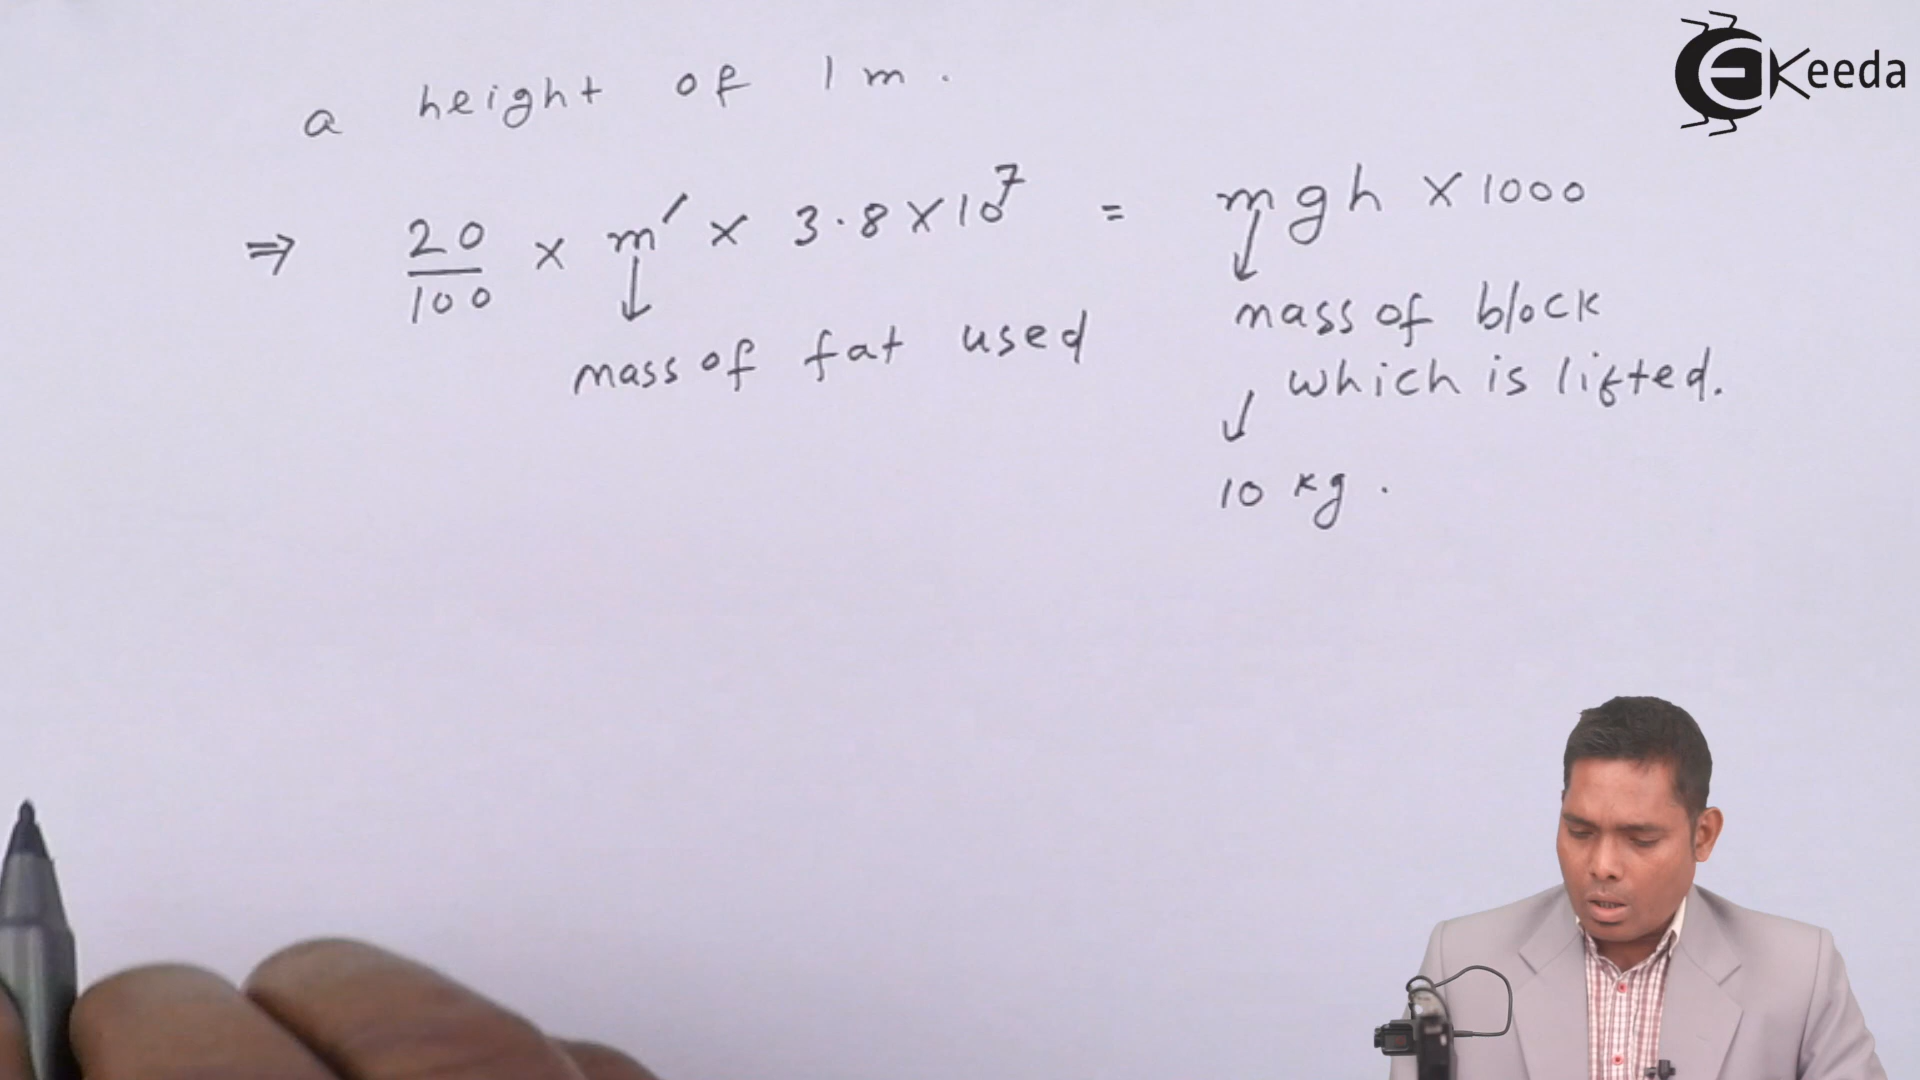 EKeeda
a height of 1 m.
⇒ 20/100 × m′ × 3.8 × 10⁷ = mgh × 1000
↓ ↓
mass of fat used mass of block
which is lifted.
↓
10 kg.